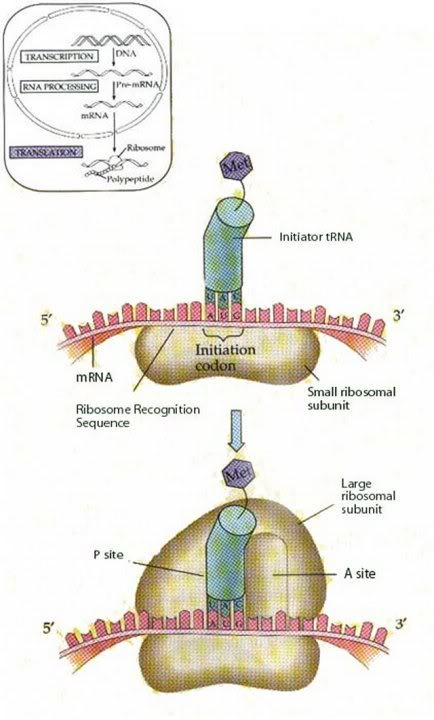 TRANSCRIPTION
DNA
RNA PROCESSING
Pre-mRNA
mRNA
Ribosome
TRANSLATION
Polypeptide
Met
Initiator tRNA
U A C
A U G
5'
3'
Initiation
codon
mRNA
Small ribosomal
subunit
Ribosome Recognition
Sequence
Met
Large
ribosomal
subunit
P site
A site
U A C
A U G
5'
3'